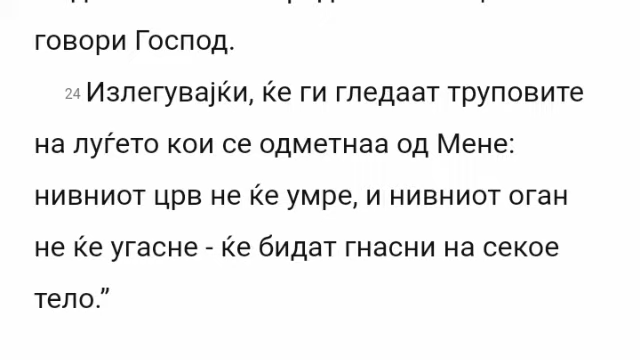 говори Господ.
24 Излегувајќи, ќе ги гледаат труповите
на луѓето кои се одметнаа од Мене:
нивниот црв не ќе умре, и нивниот оган
не ќе угасне - ќе бидат гнасни на секое
тело.”